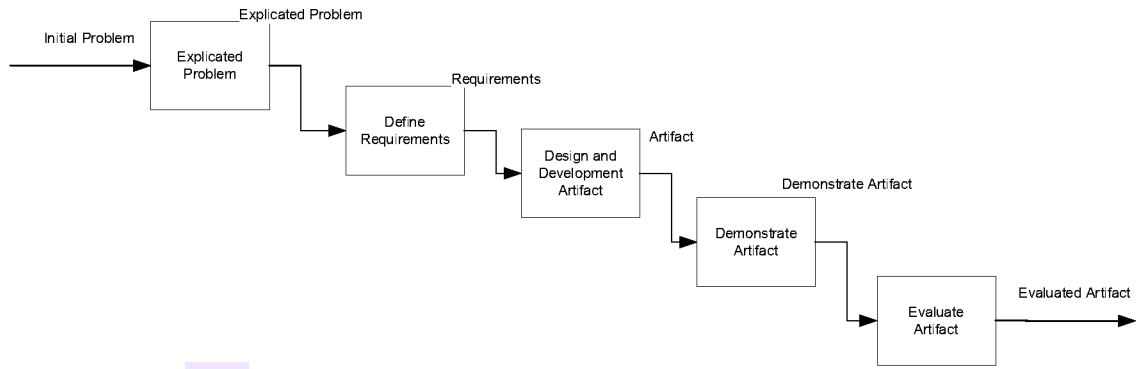 Explicated Problem
Initial Problem
Explicated
Problem
Requirements
Define
Requirements
Artifact
Design and
Development
Artifact
Demonstrate Artifact
Demonstrate
Artifact
Evaluated Artifact
Evaluate
Artifact